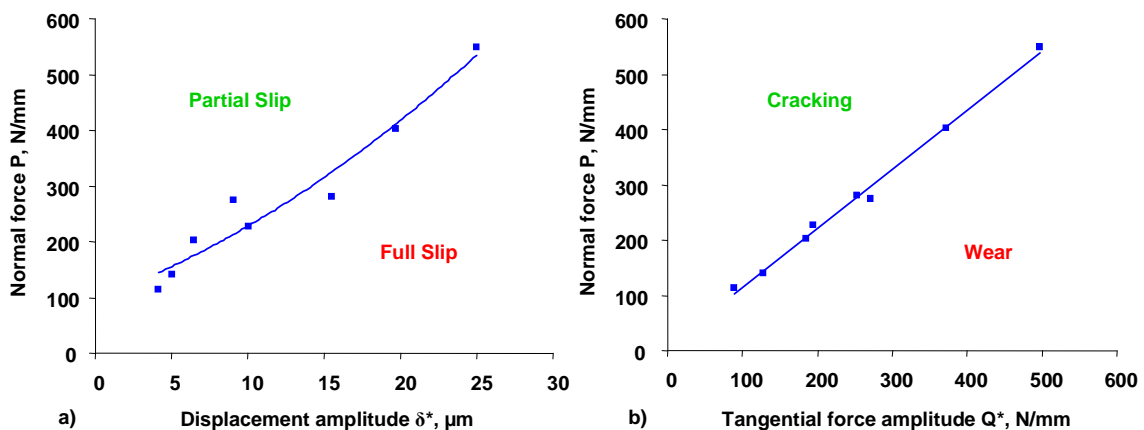 600
500
400
300
200
100
0
Normal force P, N/mm
Partial Slip
Full Slip
0 5 10 15 20 25 30
a) Displacement amplitude δ*, µm
600
500
400
300
200
100
0
Normal force P, N/mm
Cracking
Wear
0 100 200 300 400 500 600
b) Tangential force amplitude Q*, N/mm